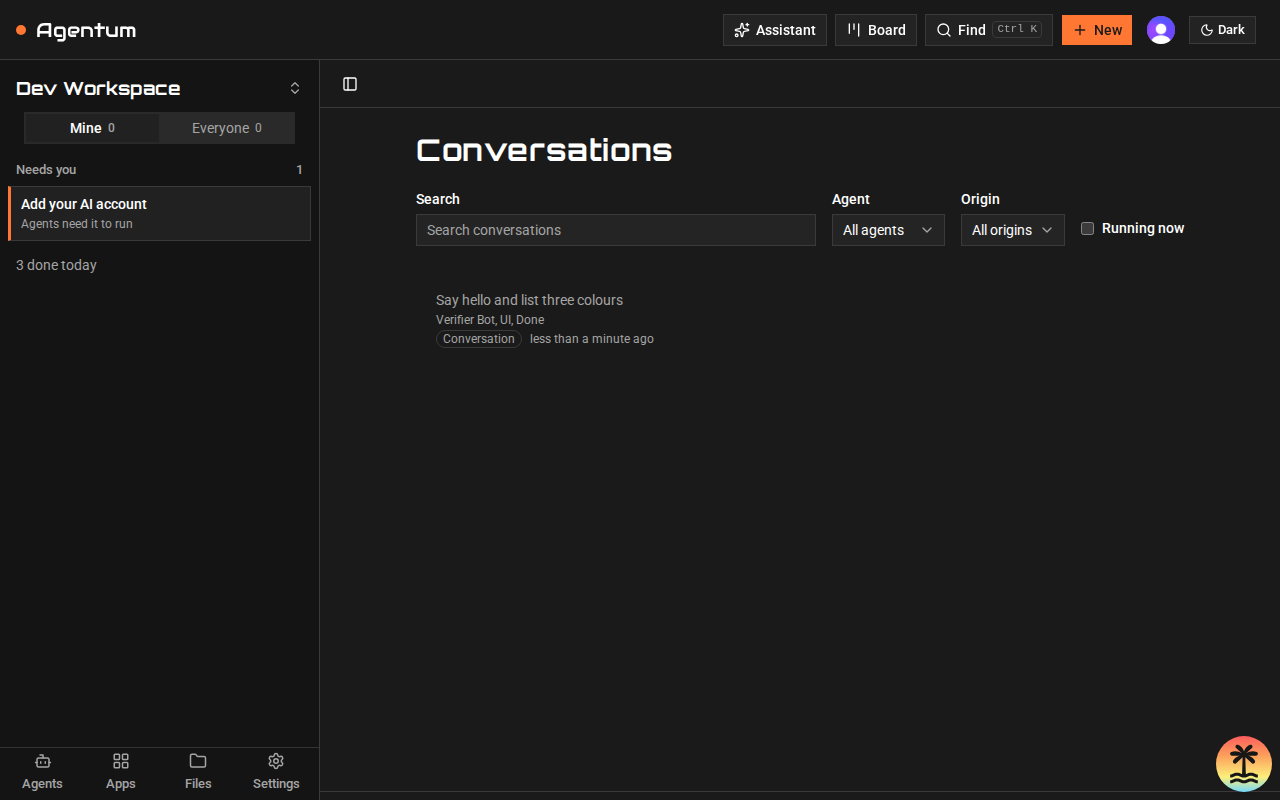 Agentum
Assistant
Board
Find Ctrl K
New
Dark
Dev Workspace
Mine 0
Everyone 0
Needs you 1
Add your AI account
Agents need it to run
3 done today
Agents
Apps
Files
Settings
Conversations
Search
Search conversations
Agent
All agents
Origin
All origins
Running now
Say hello and list three colours
Verifier Bot, UI, Done
Conversation less than a minute ago